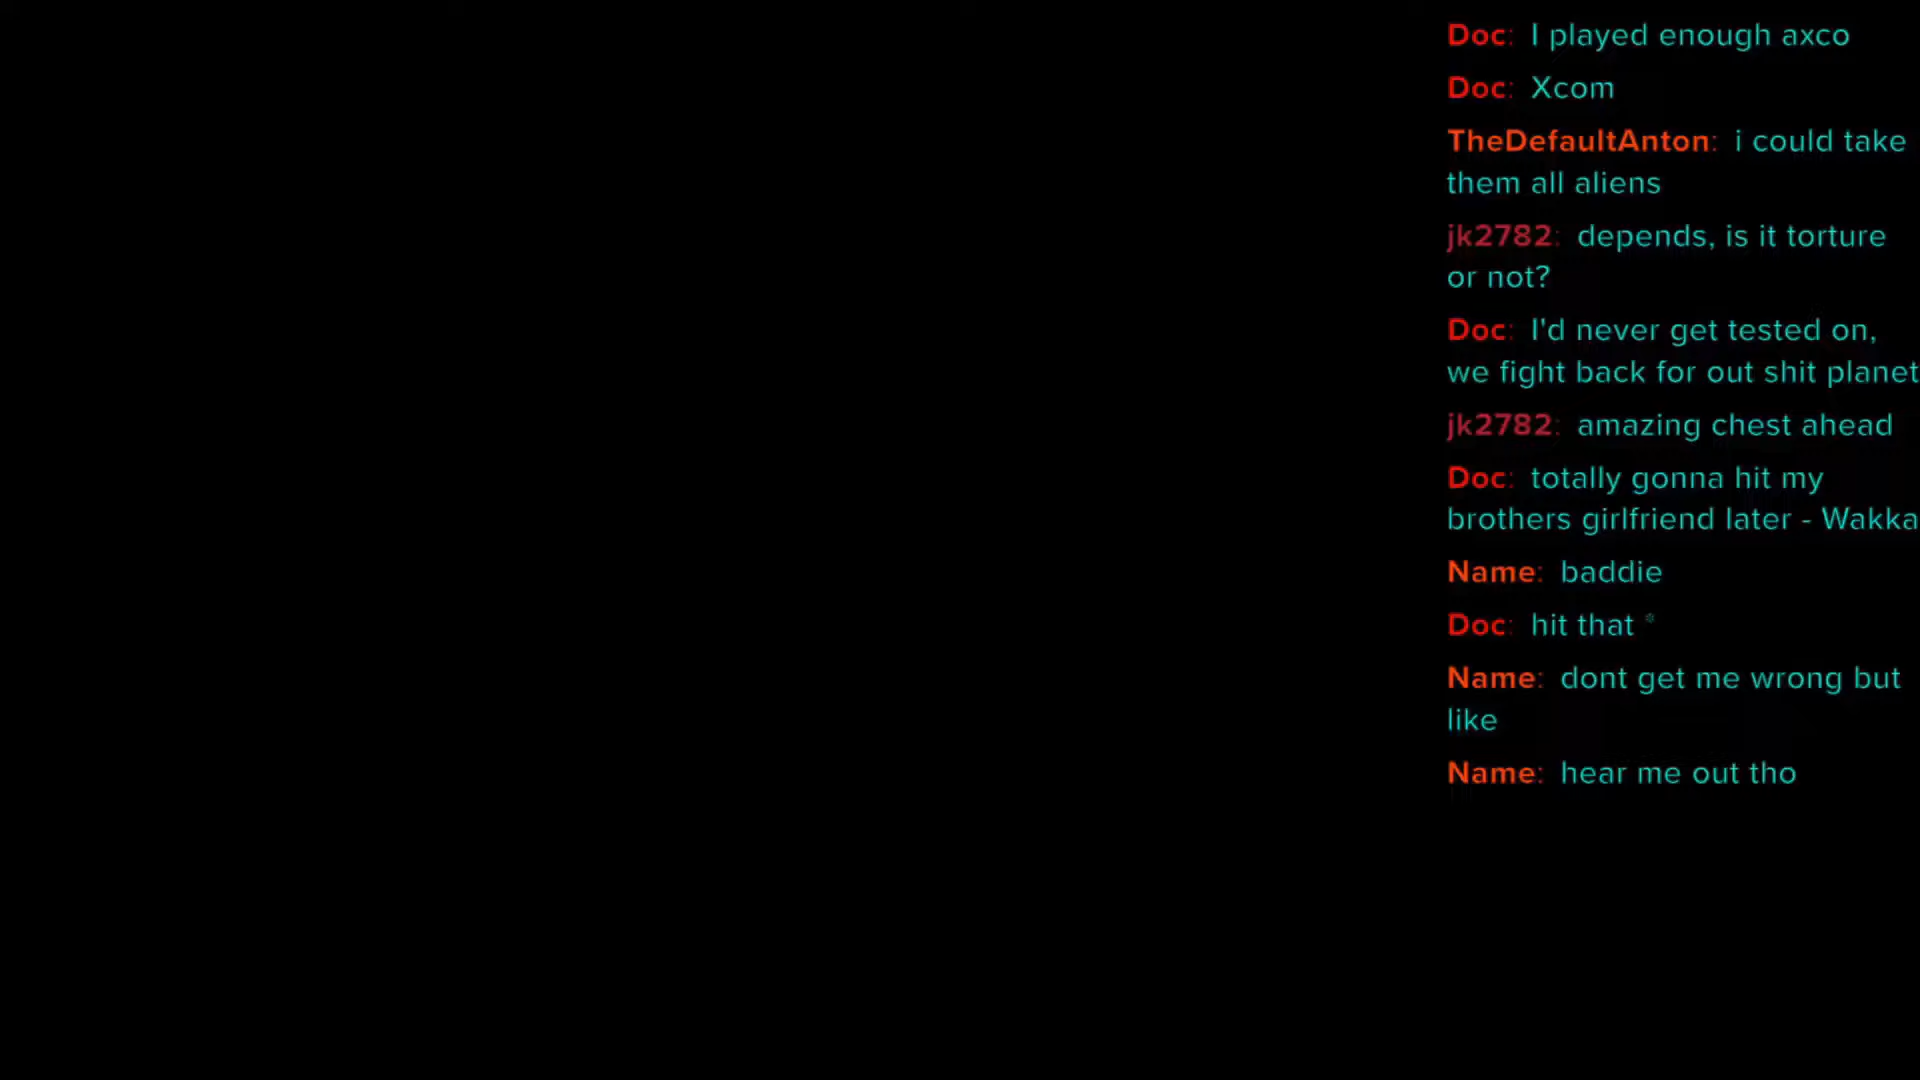 Doc: I played enough axco
Doc: Xcom
TheDefaultAnton: i could take
them all aliens
jk2782: depends, is it torture
or not?
Doc: I'd never get tested on,
we fight back for out shit planet
jk2782: amazing chest ahead
Doc: totally gonna hit my
brothers girlfriend later - Wakka
Name: baddie
Doc: hit that *
Name: dont get me wrong but
like
Name: hear me out tho